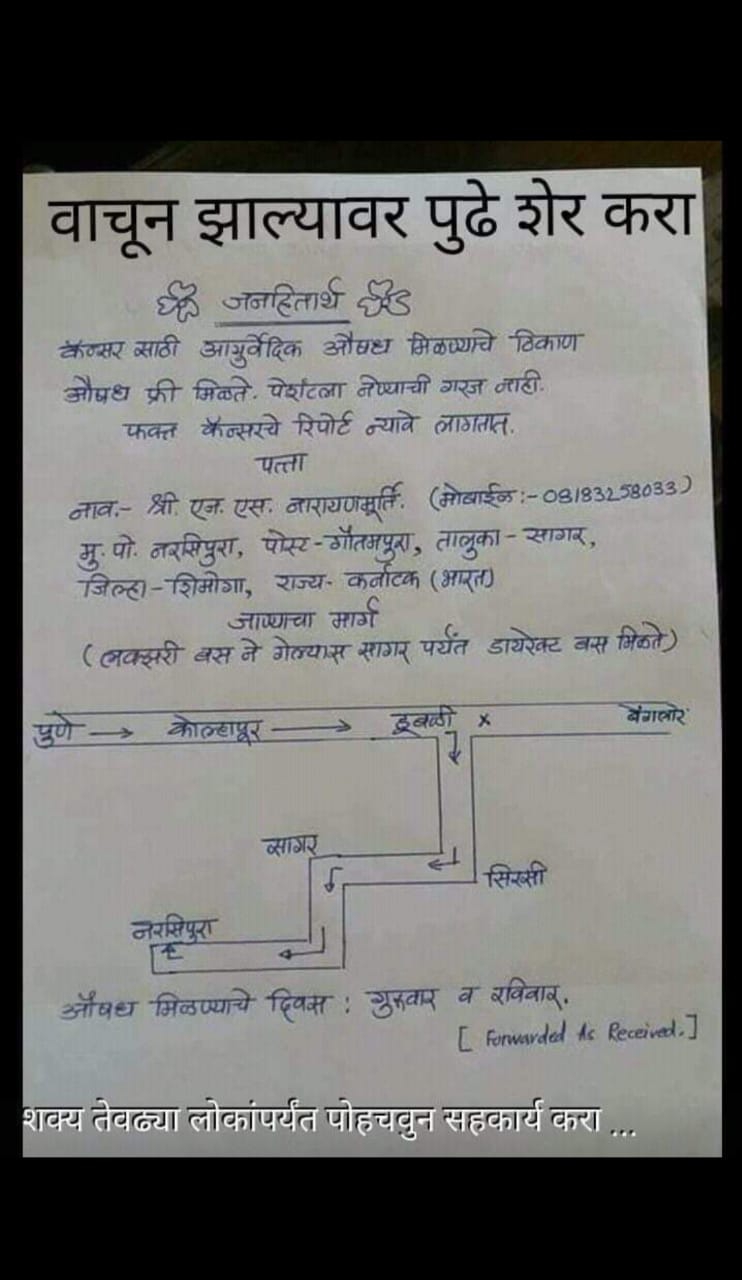 वाचून झाल्यावर पुढे शेर करा
जनहितार्थ
कॅन्सर साठी आयुर्वेदिक औषध मिळण्याचे ठिकाण
औषध फ्री मिळते. पेशंटला नेण्याची गरज नाही.
फक्त कॅन्सरचे रिपोर्ट न्यावे लागतात.
पत्ता
नाव:- श्री. एन. एस. नारायणमूर्ति. (मोबाईल :- 08183258033)
मु. पो. नरसिपुरा, पोस्ट - गौतमपुरा, तालुका - सागर,
जिल्हा - शिमोगा, राज्य - कर्नाटक (भारत)
जाण्याचा मार्ग
(लक्झरी बस ने गेल्यास सागर पर्यंत डायरेक्ट बस मिळते)
पुणे → कोल्हापूर → हुबळी x बेंगलोर
सागर
सिरसी
नरसिपुरा
औषध मिळण्याचे दिवस : गुरुवार व रविवार.
[ Forwarded As Received. ]
शक्य तेवढ्या लोकांपर्यंत पोहचवुन सहकार्य करा ...